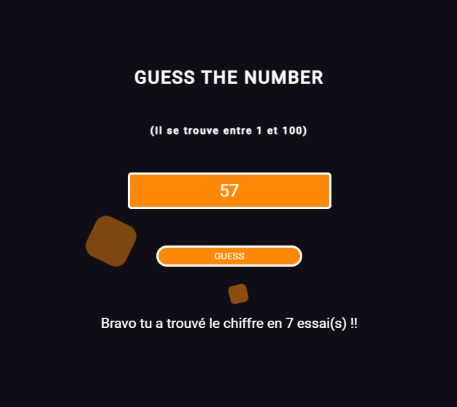 GUESS THE NUMBER
(Il se trouve entre 1 et 100)
57
GUESS
Bravo tu a trouvé le chiffre en 7 essai(s) !!